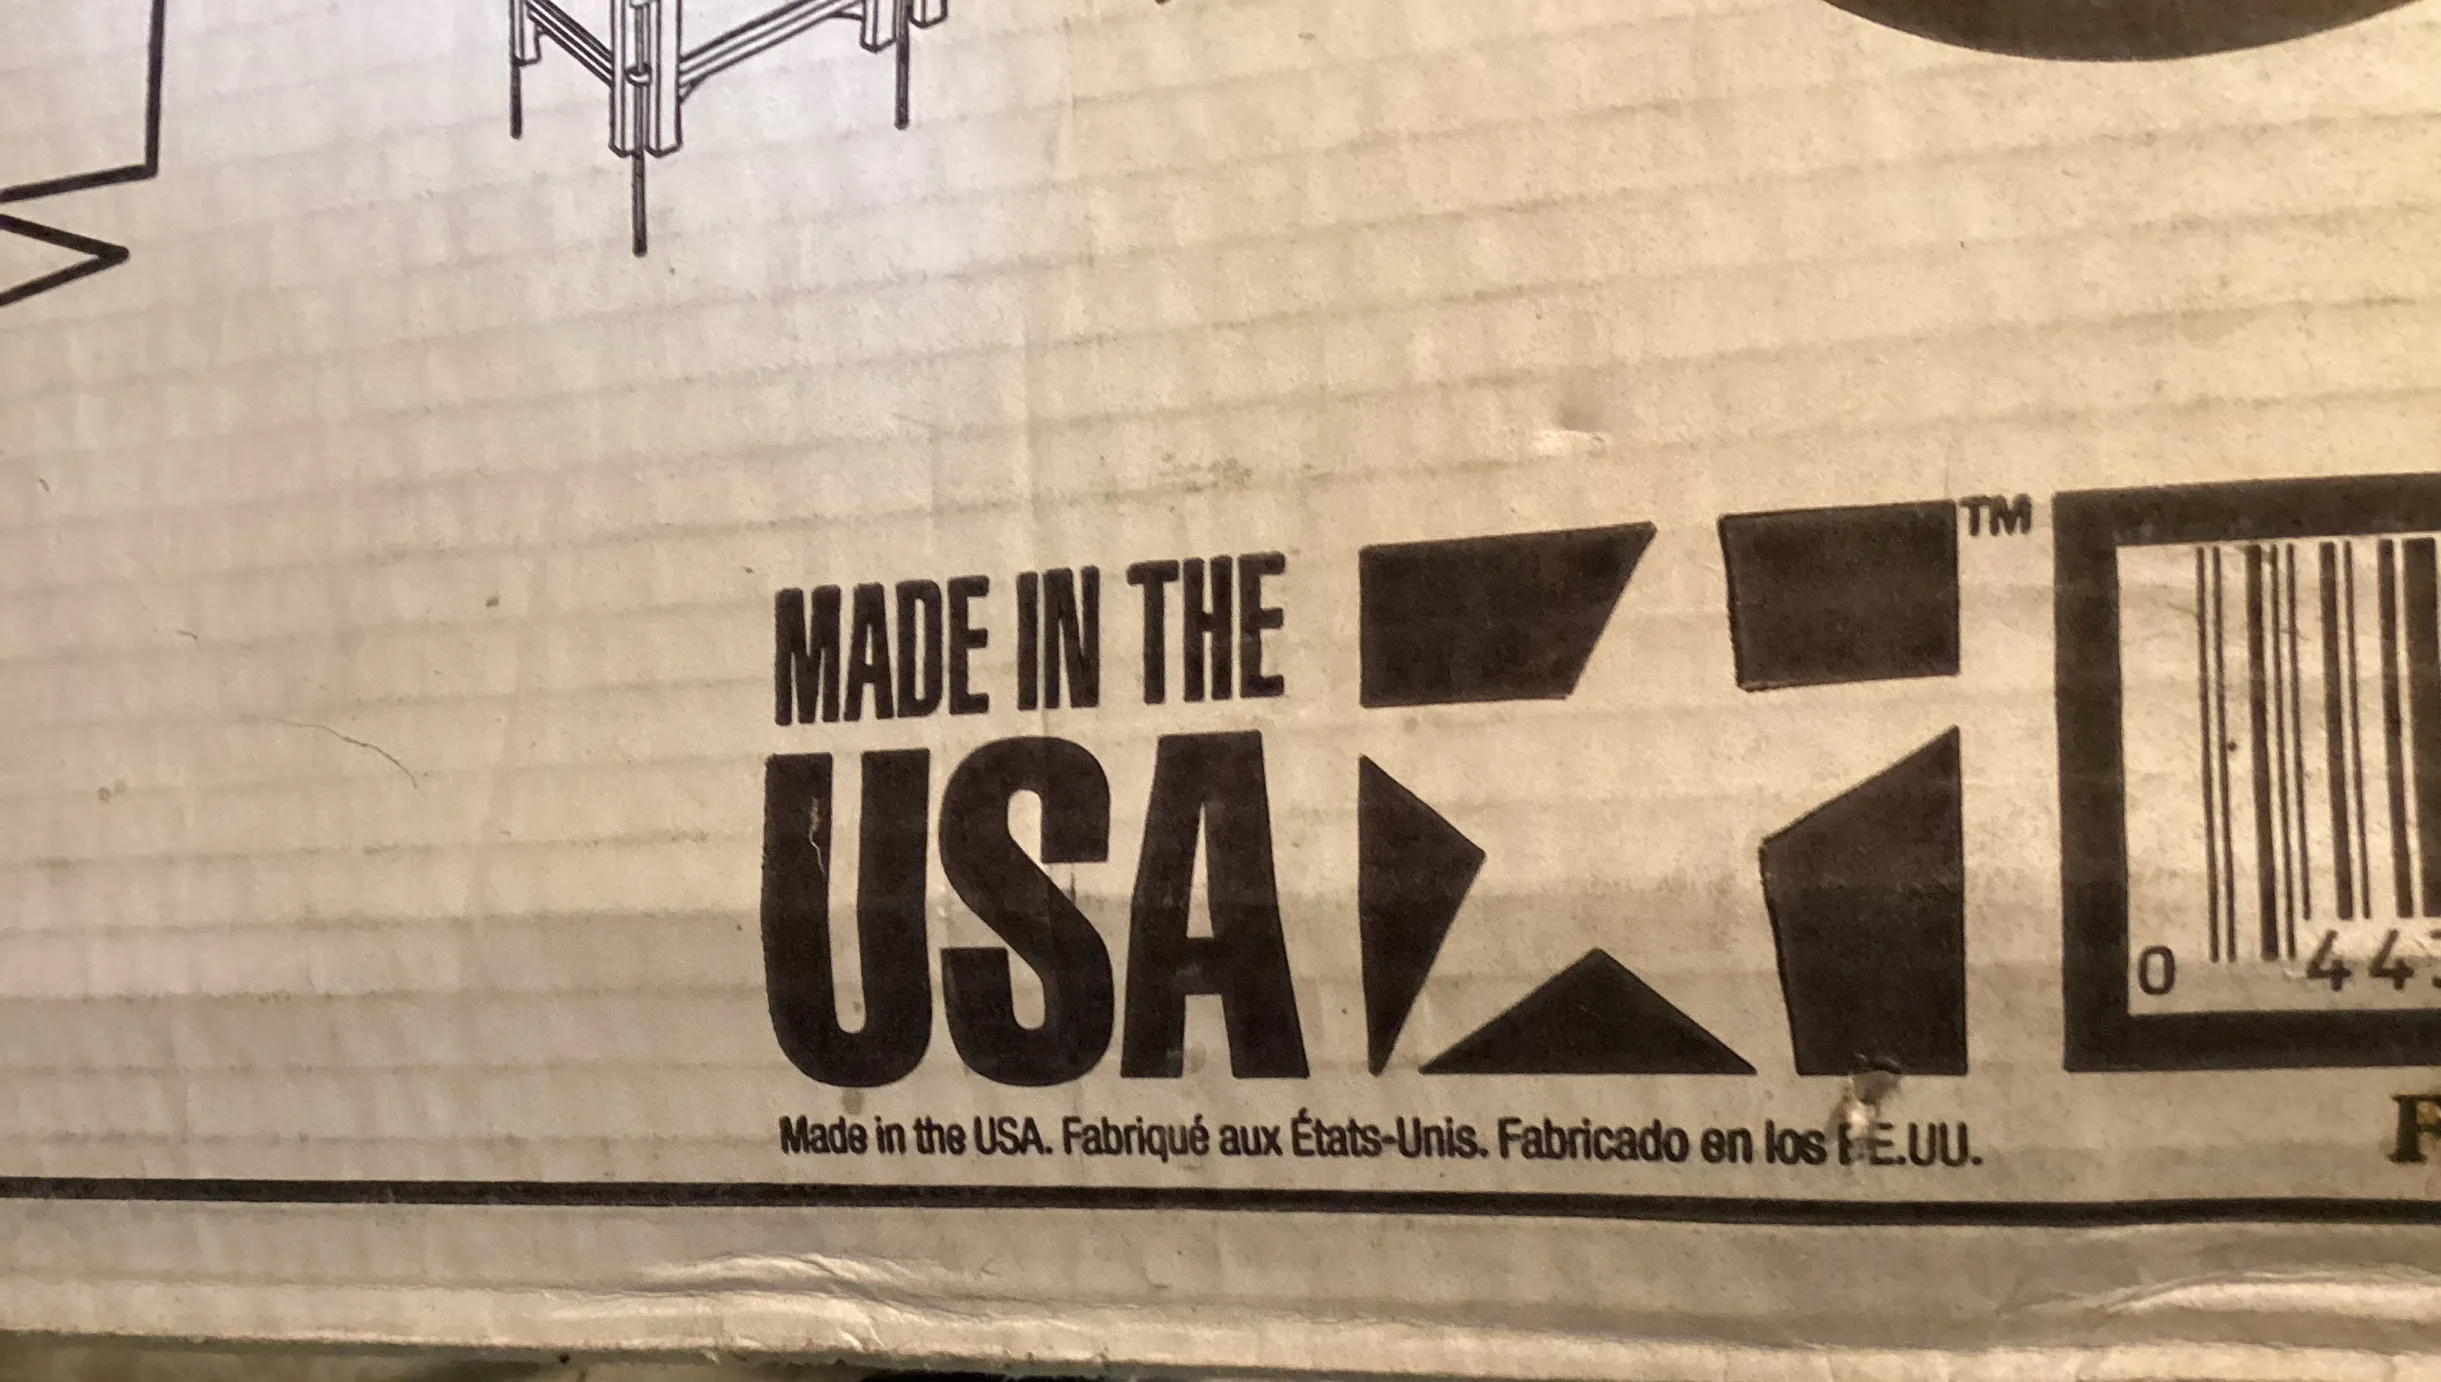 MADE IN THE
USA
TM
0 44
Made in the USA. Fabriqué aux États-Unis. Fabricado en los EE.UU.